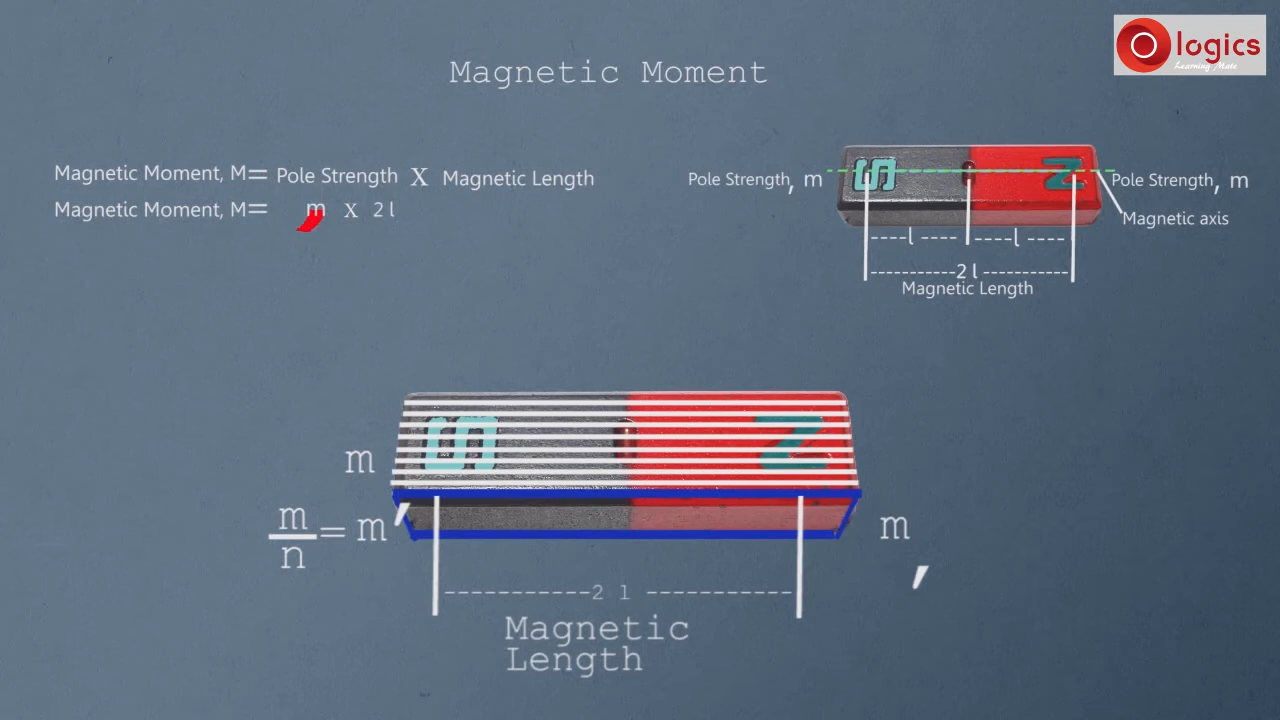 logics
Learning Mate
Magnetic Moment
Magnetic Moment, M= Pole Strength X Magnetic Length
Magnetic Moment, M= m x 2 l
Pole Strength, m
S N
Pole Strength, m
Magnetic axis
l l
2 l
Magnetic Length
S N
m
m/n = m'
m
,
2 l
Magnetic
Length